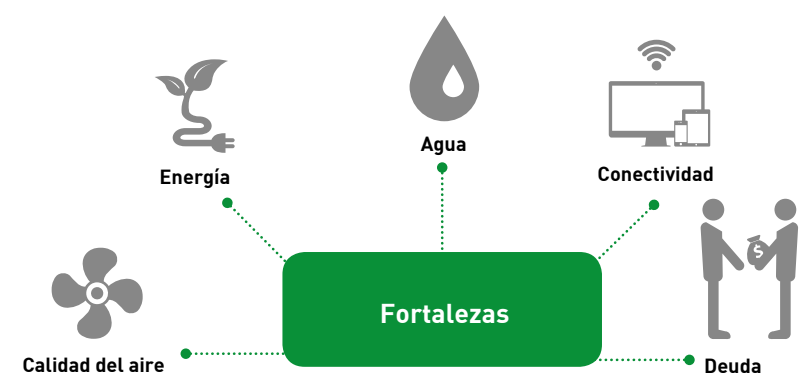 Agua
Energía
Conectividad
$
Fortalezas
Calidad del aire
Deuda